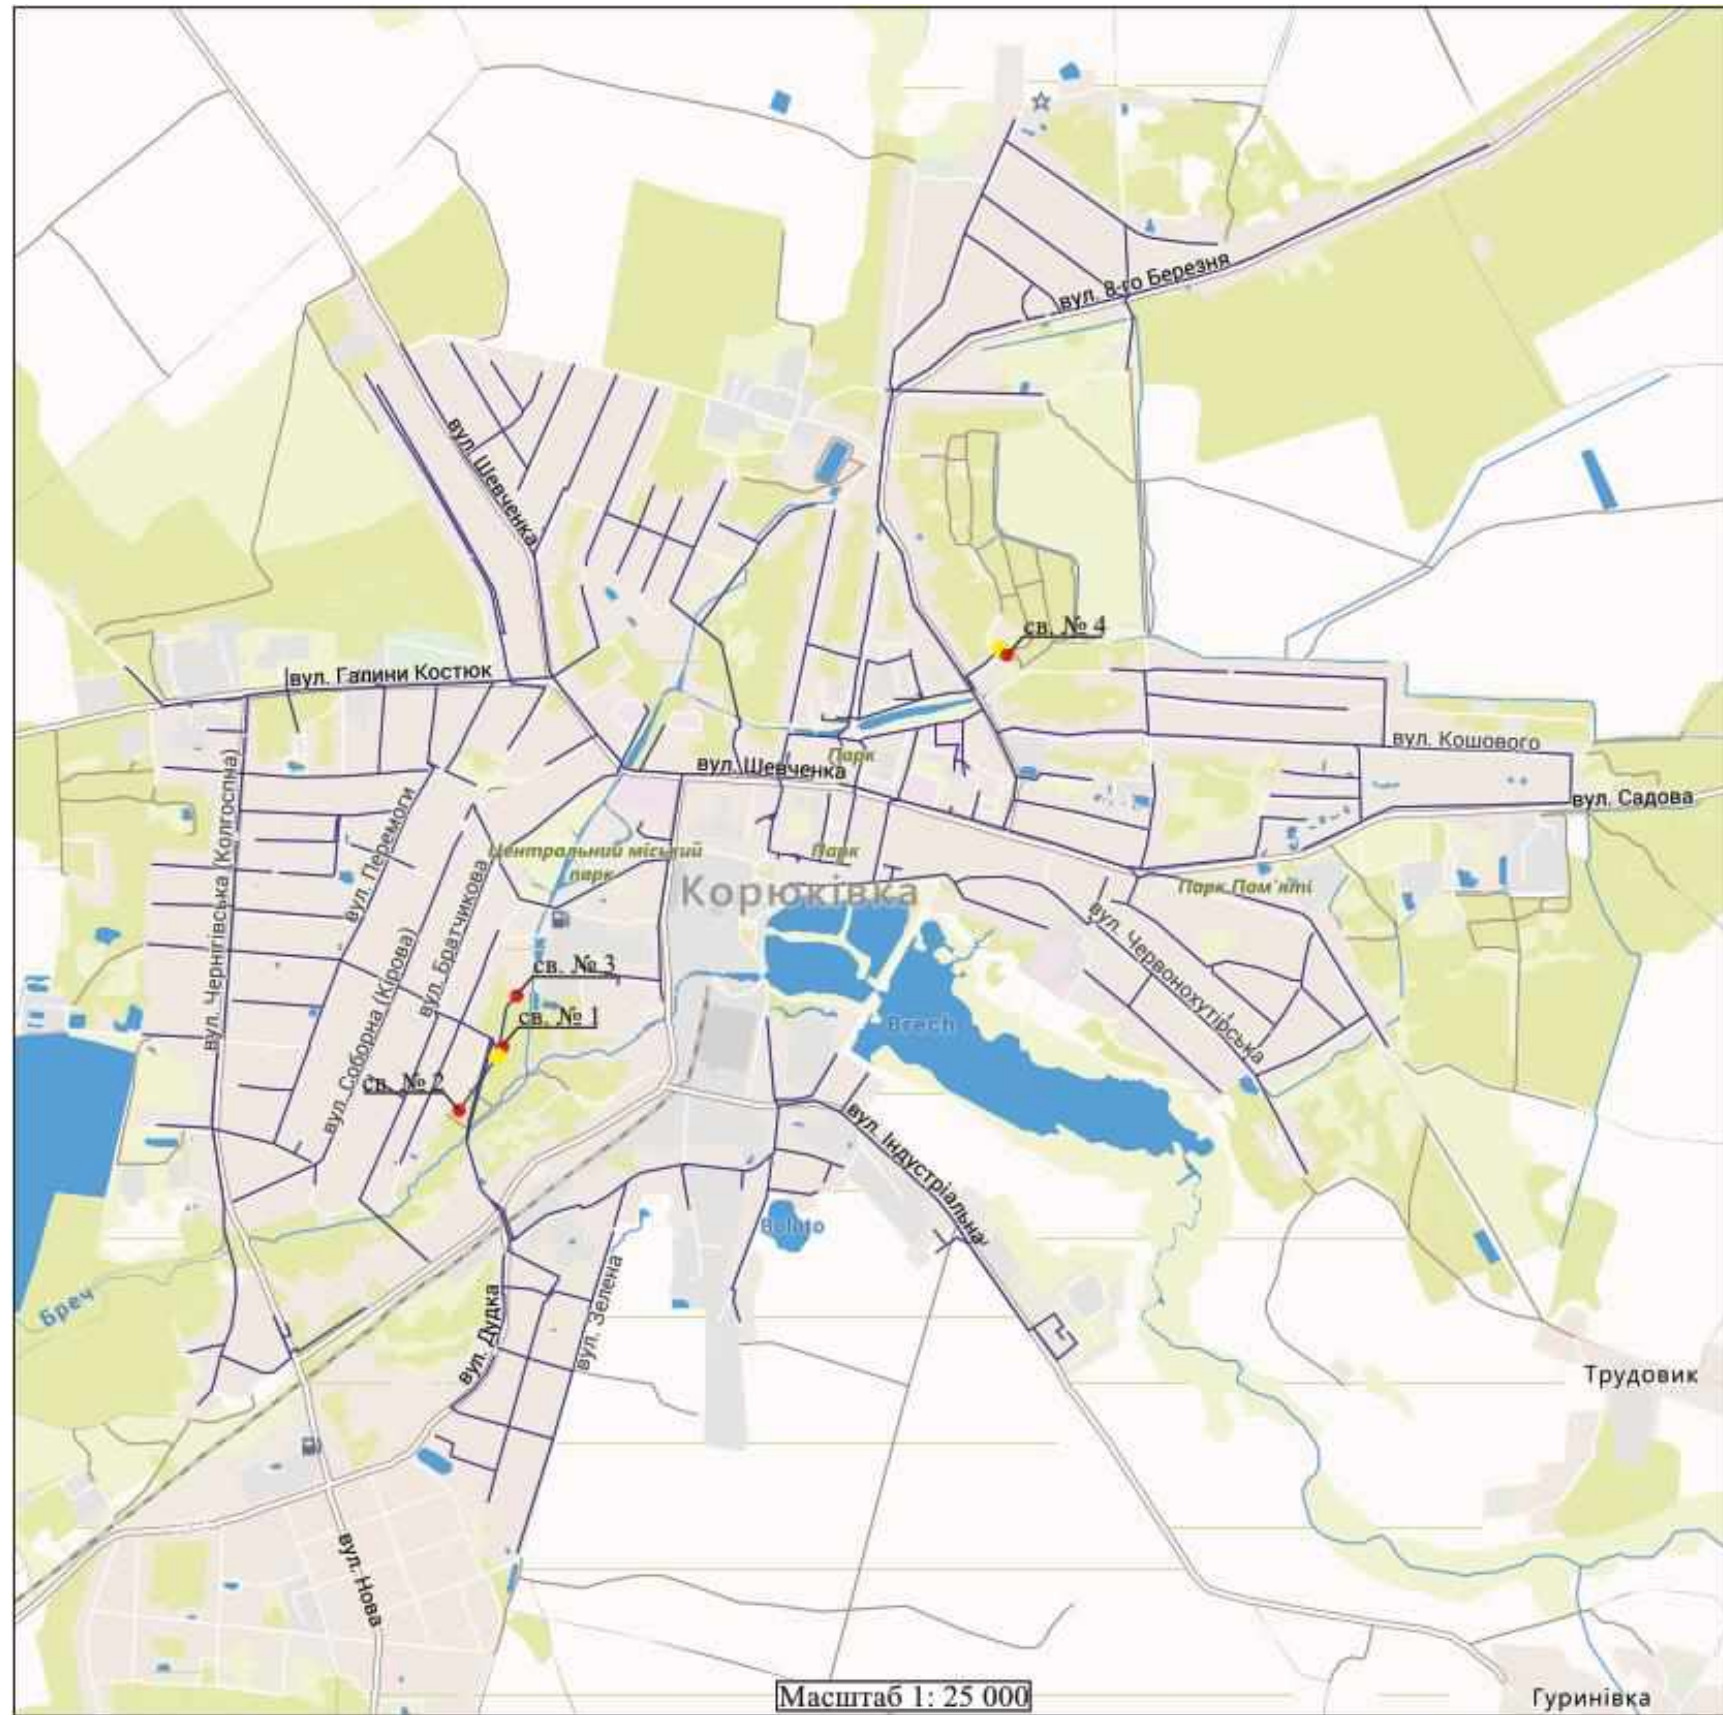 вул. 8-го Березня
вул. Шевченка
св. № 4
вул. Галини Костюк
вул. Кошового
Парк
вул. Шевченка
вул. Садова
вул. Чернігівська (Колгоспна)
вул. Перемоги
Центральний міський
парк
Парк
Корюківка
Парк Пам'яті
вул. Братчикова
вул. Червонохутірська
вул. Соборна (Кірова)
св. № 3
св. № 1
Brech
св. № 2
вул. Індустріальна
Boloto
Бреч
вул. Зелена
вул. Дудка
Трудовик
вул. Нова
Масштаб 1: 25 000
Гуринівка